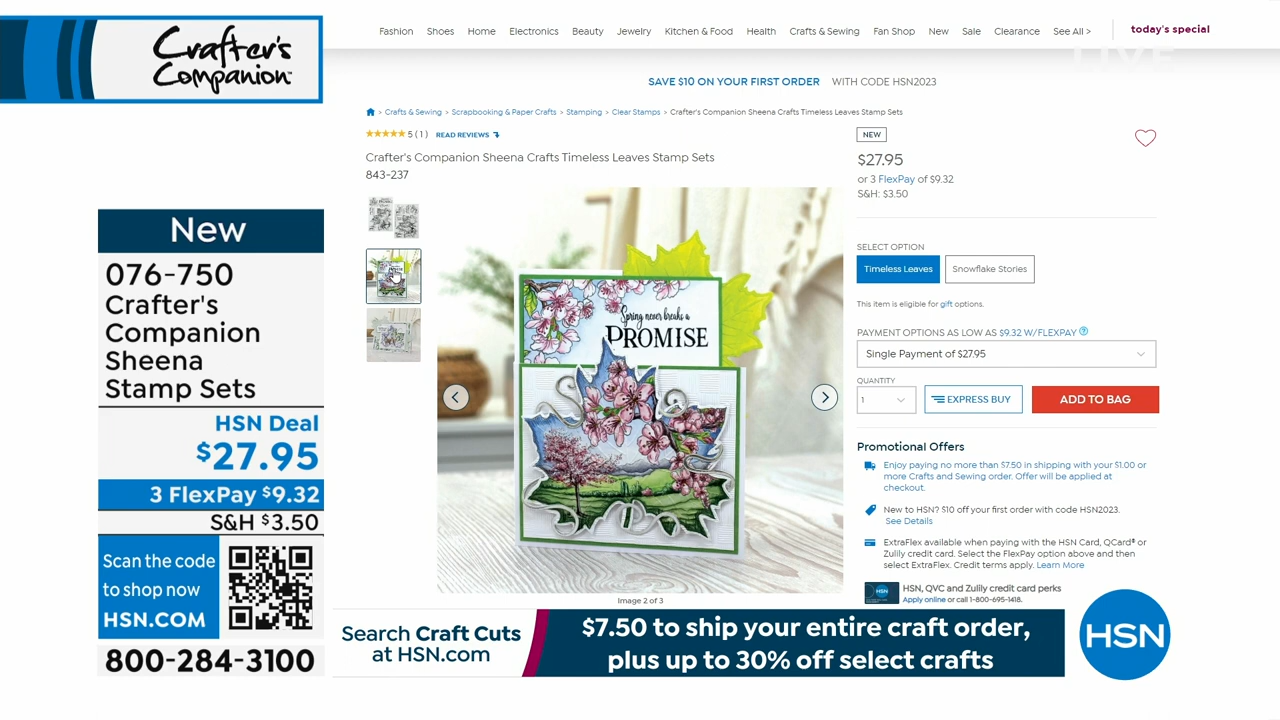 Crafter's
Companion™
Fashion Shoes Home Electronics Beauty Jewelry Kitchen & Food Health Crafts & Sewing Fan Shop New Sale Clearance See All > today's special
LIVE
SAVE $10 ON YOUR FIRST ORDER WITH CODE HSN2023
> Crafts & Sewing > Scrapbooking & Paper Crafts > Stamping > Clear Stamps > Crafter's Companion Sheena Crafts Timeless Leaves Stamp Sets
★★★★★ 5 ( 1 ) READ REVIEWS
Crafter's Companion Sheena Crafts Timeless Leaves Stamp Sets
843-237
NEW
$27.95
or 3 FlexPay of $9.32
S&H: $3.50
SELECT OPTION
Timeless Leaves Snowflake Stories
This item is eligible for gift options.
PAYMENT OPTIONS AS LOW AS $9.32 W/FLEXPAY ?
Single Payment of $27.95
QUANTITY
1 EXPRESS BUY ADD TO BAG
Promotional Offers
Enjoy paying no more than $7.50 in shipping with your $1.00 or
more Crafts and Sewing order. Offer will be applied at
checkout.
New to HSN? $10 off your first order with code HSN2023.
See Details
ExtraFlex available when paying with the HSN Card, QCard® or
Zulily credit card. Select the FlexPay option above and then
select ExtraFlex. Credit terms apply. Learn More
HSN
HSN, QVC and Zulily credit card perks
Apply online or call 1-800-695-1418.
Spring never breaks a
PROMISE
Image 2 of 3
New
076-750
Crafter's
Companion
Sheena
Stamp Sets
HSN Deal
$27.95
3 FlexPay $9.32
S&H $3.50
Scan the code
to shop now
HSN.COM
800-284-3100
Search Craft Cuts
at HSN.com
$7.50 to ship your entire craft order,
plus up to 30% off select crafts
HSN